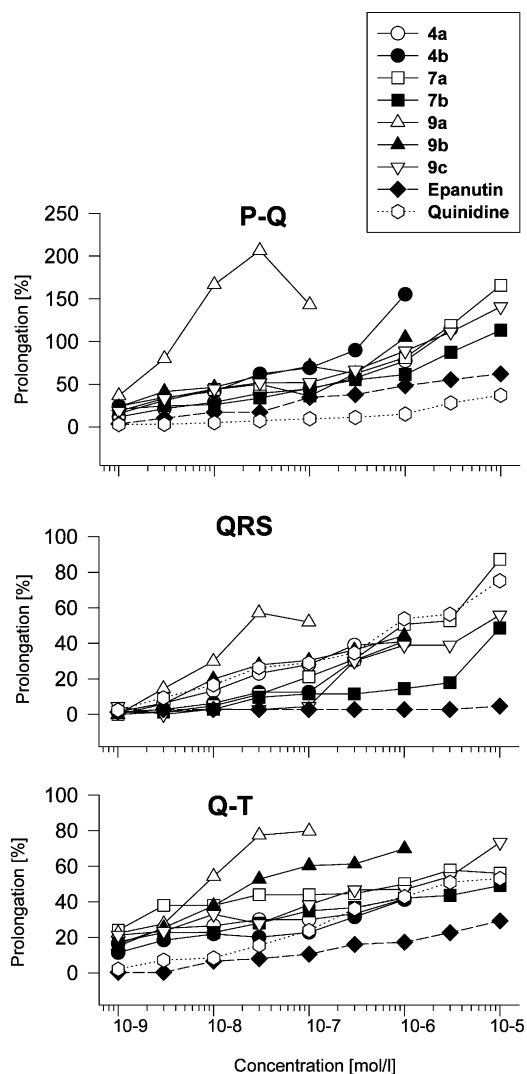 4a
4b
7a
7b
9a
9b
9c
Epanutin
Quinidine
P-Q
250
200
150
100
50
0
Prolongation [%]
QRS
100
80
60
40
20
0
Prolongation [%]
Q-T
100
80
60
40
20
0
Prolongation [%]
10-9 10-8 10-7 10-6 10-5
Concentration [mol/l]